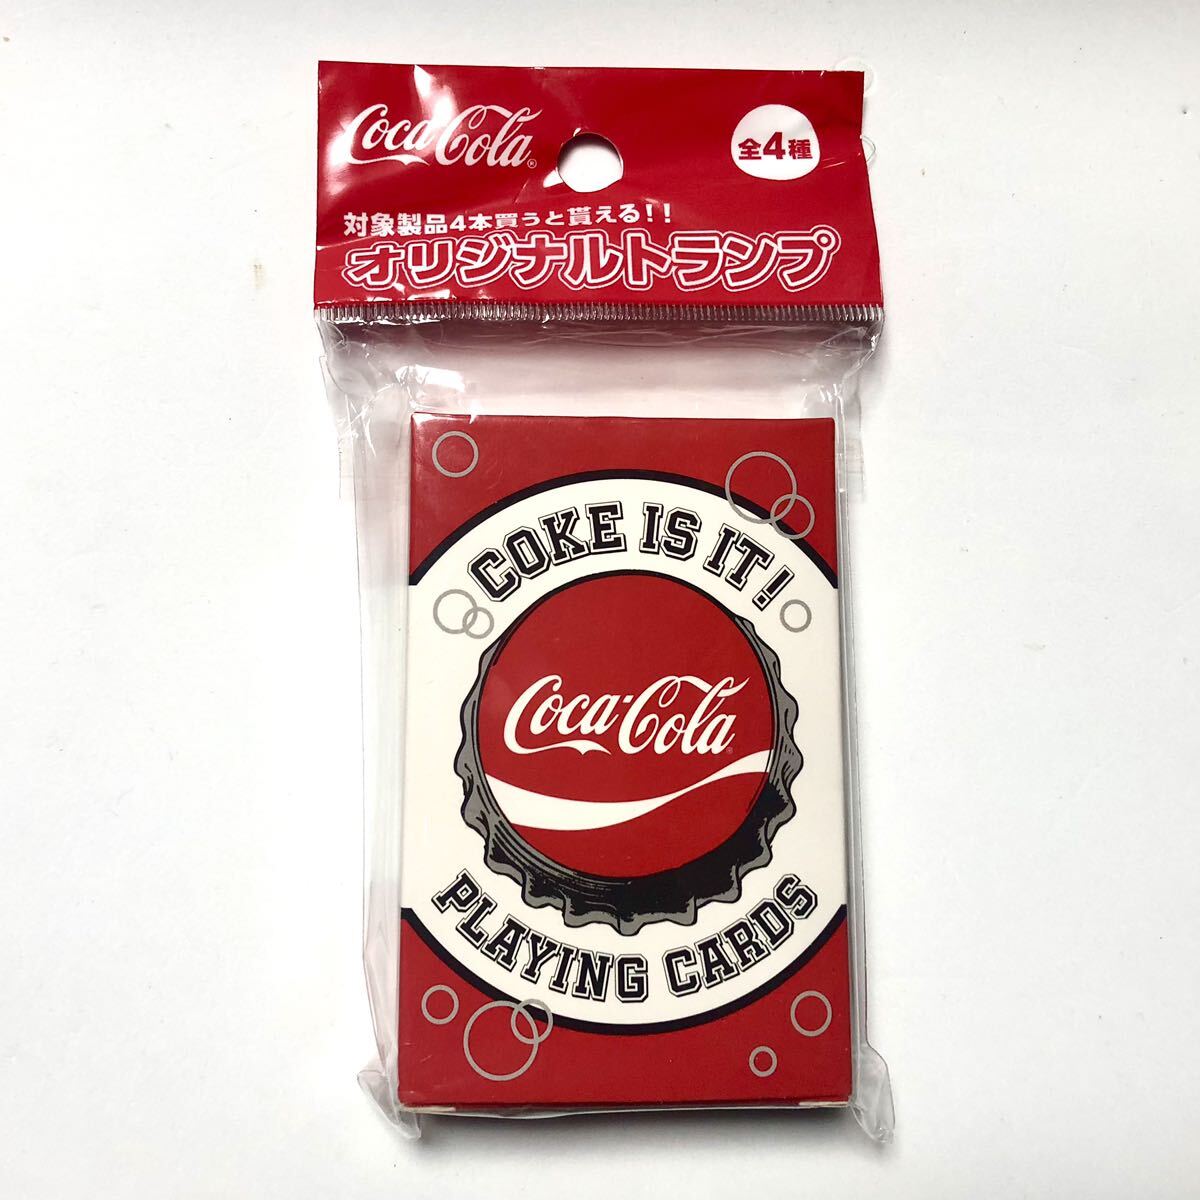 Coca-Cola®
全4種
対象製品4本買うと貰える!!
オリジナルトランプ
COKE IS IT!
Coca-Cola®
PLAYING CARDS